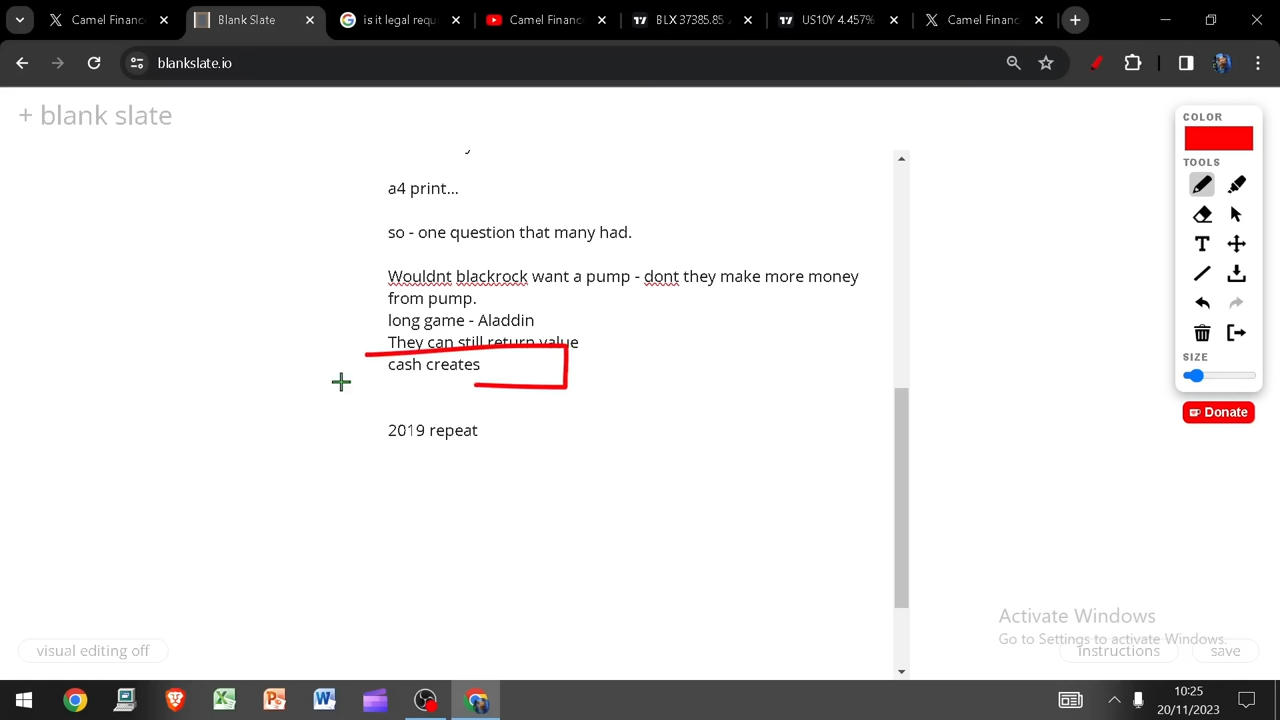 Camel Financ
Blank Slate
is it legal requ
Camel Financ
BLX 37385.85
US10Y 4.457%
Camel Financ
blankslate.io
+ blank slate
COLOR
TOOLS
SIZE
Donate
a4 print...
so - one question that many had.
Wouldnt blackrock want a pump - dont they make more money
from pump.
long game - Aladdin
They can still return value
cash creates
2019 repeat
Activate Windows
Go to Settings to activate Windows.
visual editing off
instructions
save
10:25
20/11/2023